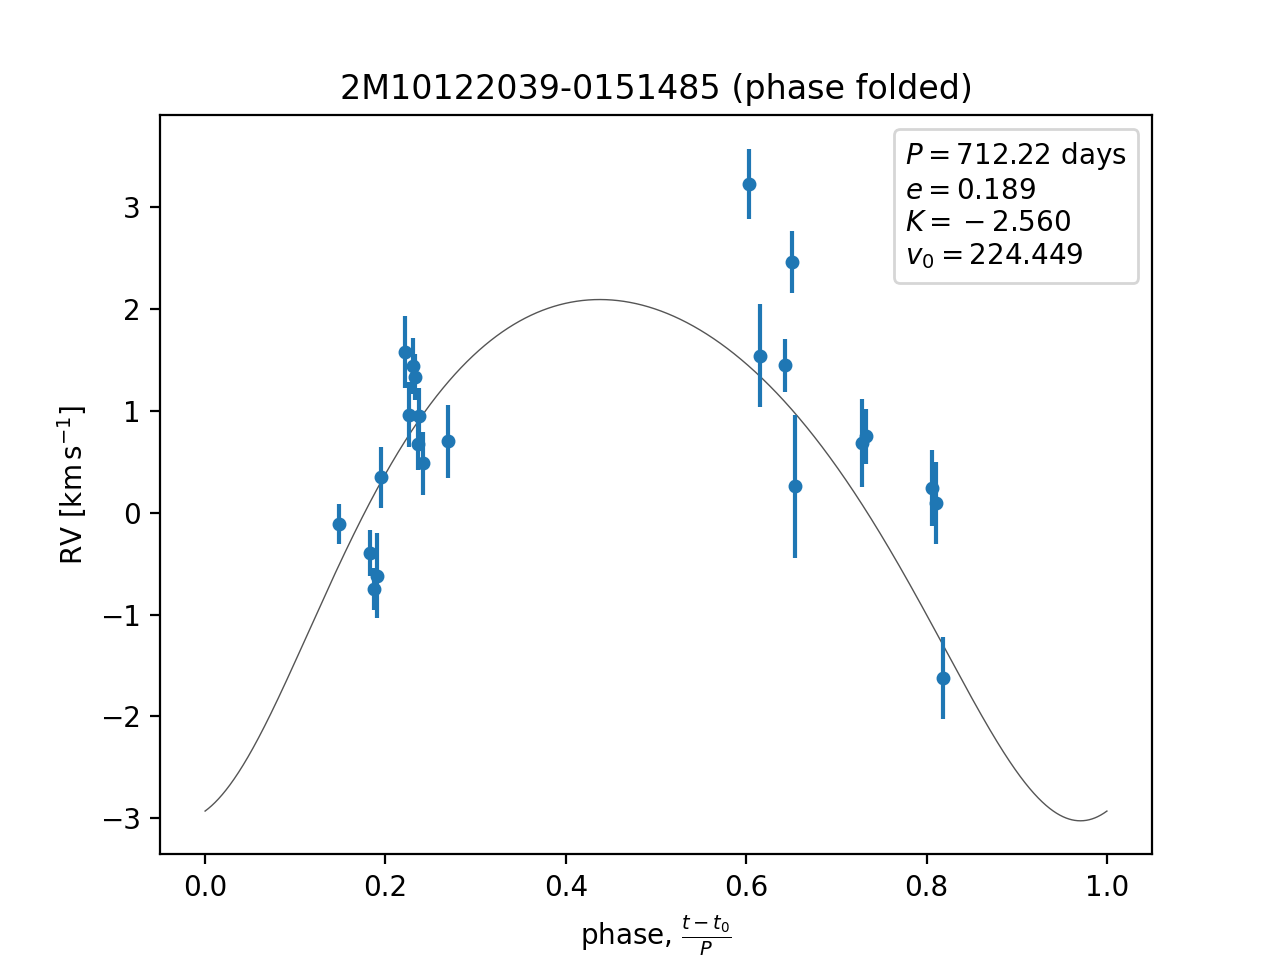 2M10122039-0151485 (phase folded)
P = 712.22 days
e = 0.189
K = −2.560
v₀ = 224.449
RV [km s⁻¹]
3
2
1
0
−1
−2
−3
0.0 0.2 0.4 0.6 0.8 1.0
phase, (t − t₀)/P